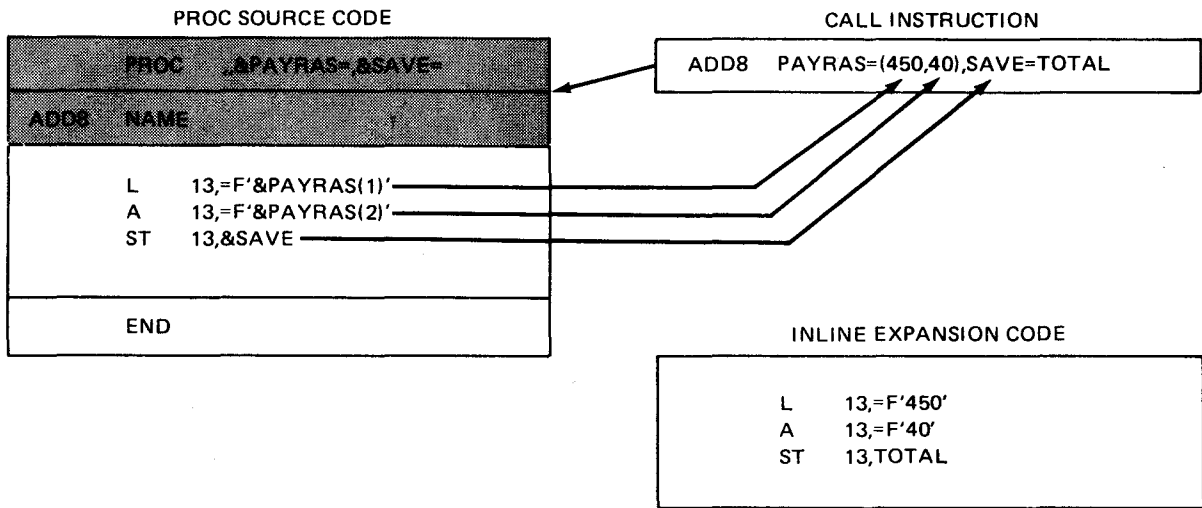 PROC SOURCE CODE
PROC ,,&PAYRAS=,&SAVE=
ADD8 NAME
L 13,=F'&PAYRAS(1)'
A 13,=F'&PAYRAS(2)'
ST 13,&SAVE
END
CALL INSTRUCTION
ADD8 PAYRAS=(450,40),SAVE=TOTAL
INLINE EXPANSION CODE
L 13,=F'450'
A 13,=F'40'
ST 13,TOTAL